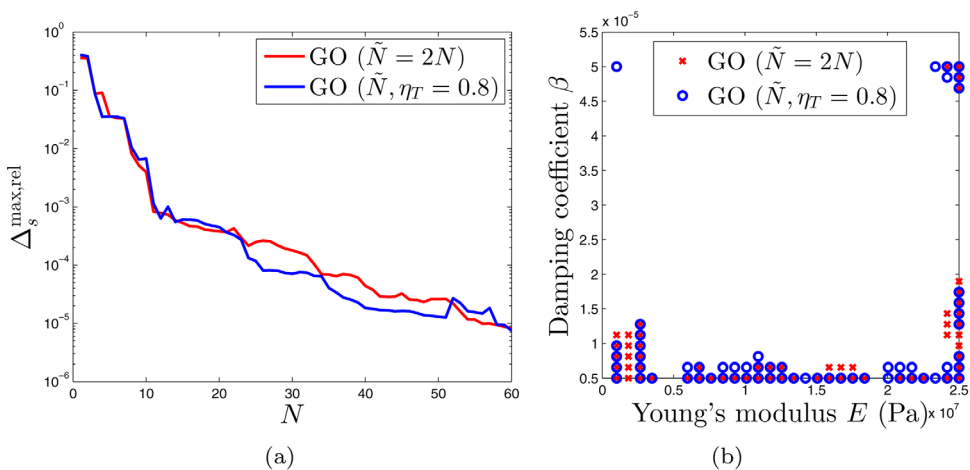 10^0
10^-1
10^-2
10^-3
10^-4
10^-5
10^-6
Δ_s^max,rel
GO (Ñ = 2N)
GO (Ñ, η_T = 0.8)
0 10 20 30 40 50 60
N
(a)
× 10^-5
5.5
5
4.5
4
3.5
3
2.5
2
1.5
1
0.5
Damping coefficient β
GO (Ñ = 2N)
GO (Ñ, η_T = 0.8)
0 0.5 1 1.5 2 2.5
Young's modulus E (Pa) × 10^7
(b)